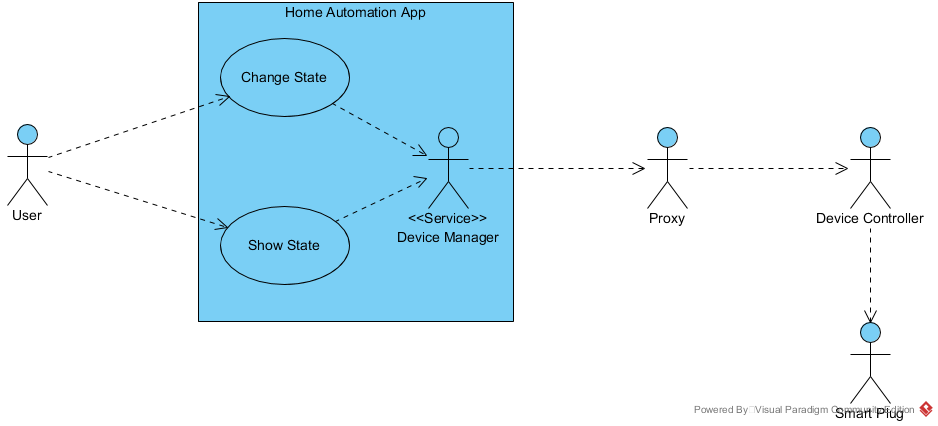 Home Automation App
Change State
User
Show State
<<Service>>
Device Manager
Proxy
Device Controller
Powered By Visual Paradigm Community Edition
Smart Plug